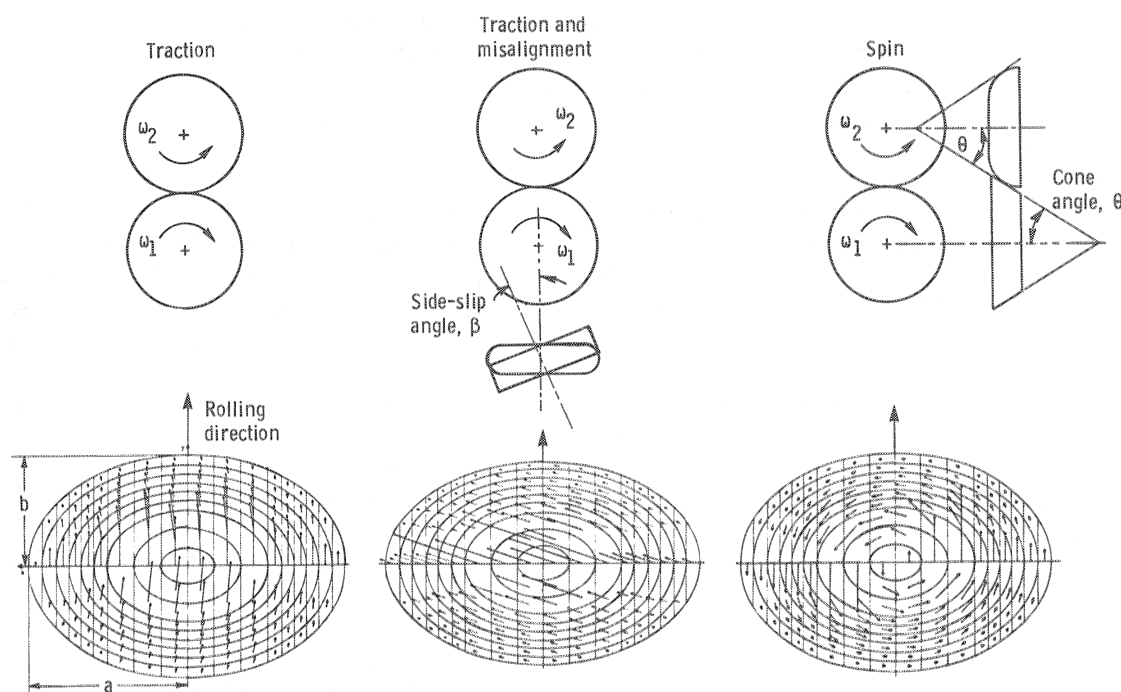 Traction
ω2
ω1
Traction and
misalignment
ω2
ω1
Side-slip
angle, β
Spin
ω2
ω1
θ
Cone
angle, θ
Rolling
direction
b
a